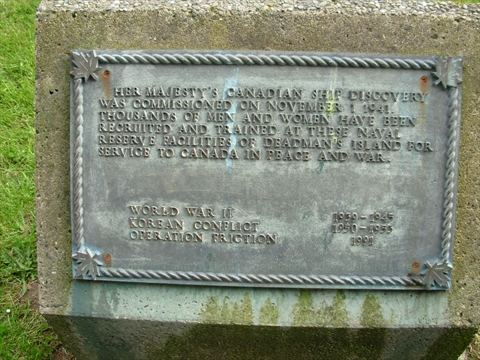 HER MAJESTY'S CANADIAN SHIP DISCOVERY
WAS COMMISSIONED ON NOVEMBER 1 1941.
THOUSANDS OF MEN AND WOMEN HAVE BEEN
RECRUITED AND TRAINED AT THESE NAVAL
RESERVE FACILITIES OF DEADMAN'S ISLAND FOR
SERVICE TO CANADA IN PEACE AND WAR.
WORLD WAR II 1939-1945
KOREAN CONFLICT 1950-1953
OPERATION FRICTION 1991